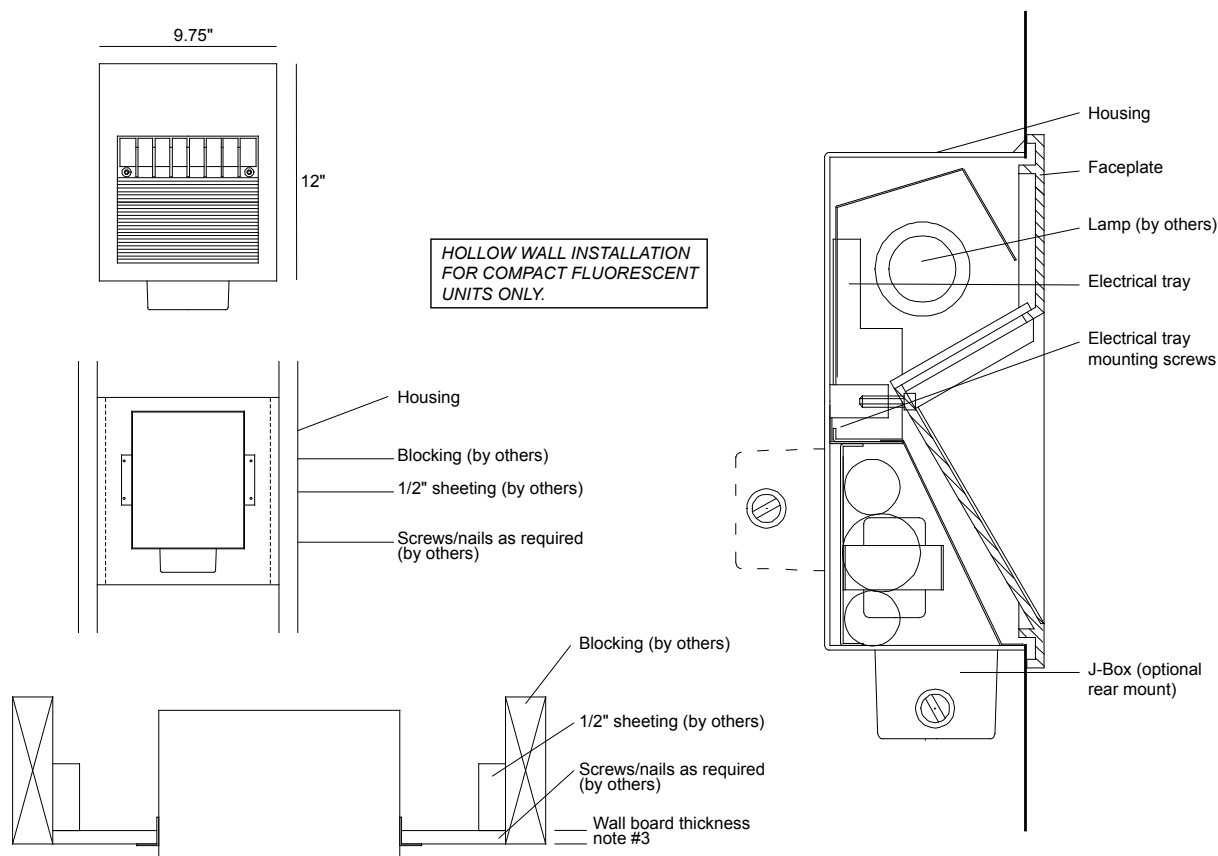 9.75"
12"
HOLLOW WALL INSTALLATION
FOR COMPACT FLUORESCENT
UNITS ONLY.
Housing
Blocking (by others)
1/2" sheeting (by others)
Screws/nails as required
(by others)
Blocking (by others)
1/2" sheeting (by others)
Screws/nails as required
(by others)
Wall board thickness
note #3
Housing
Faceplate
Lamp (by others)
Electrical tray
Electrical tray
mounting screws
J-Box (optional
rear mount)